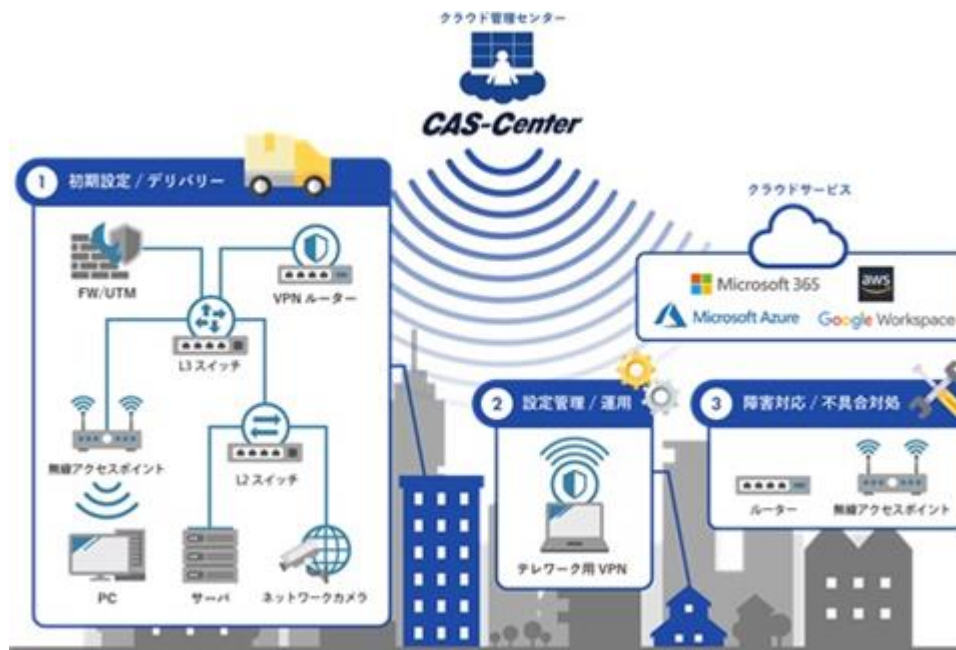 クラウド管理センター
CAS-Center
1 初期設定 / デリバリー
FW/UTM
VPN ルーター
L3 スイッチ
無線アクセスポイント
L2 スイッチ
PC
サーバ
ネットワークカメラ
クラウドサービス
Microsoft 365
aws
Microsoft Azure
Google Workspace
2 設定管理 / 運用
テレワーク用 VPN
3 障害対応 / 不具合対処
ルーター
無線アクセスポイント